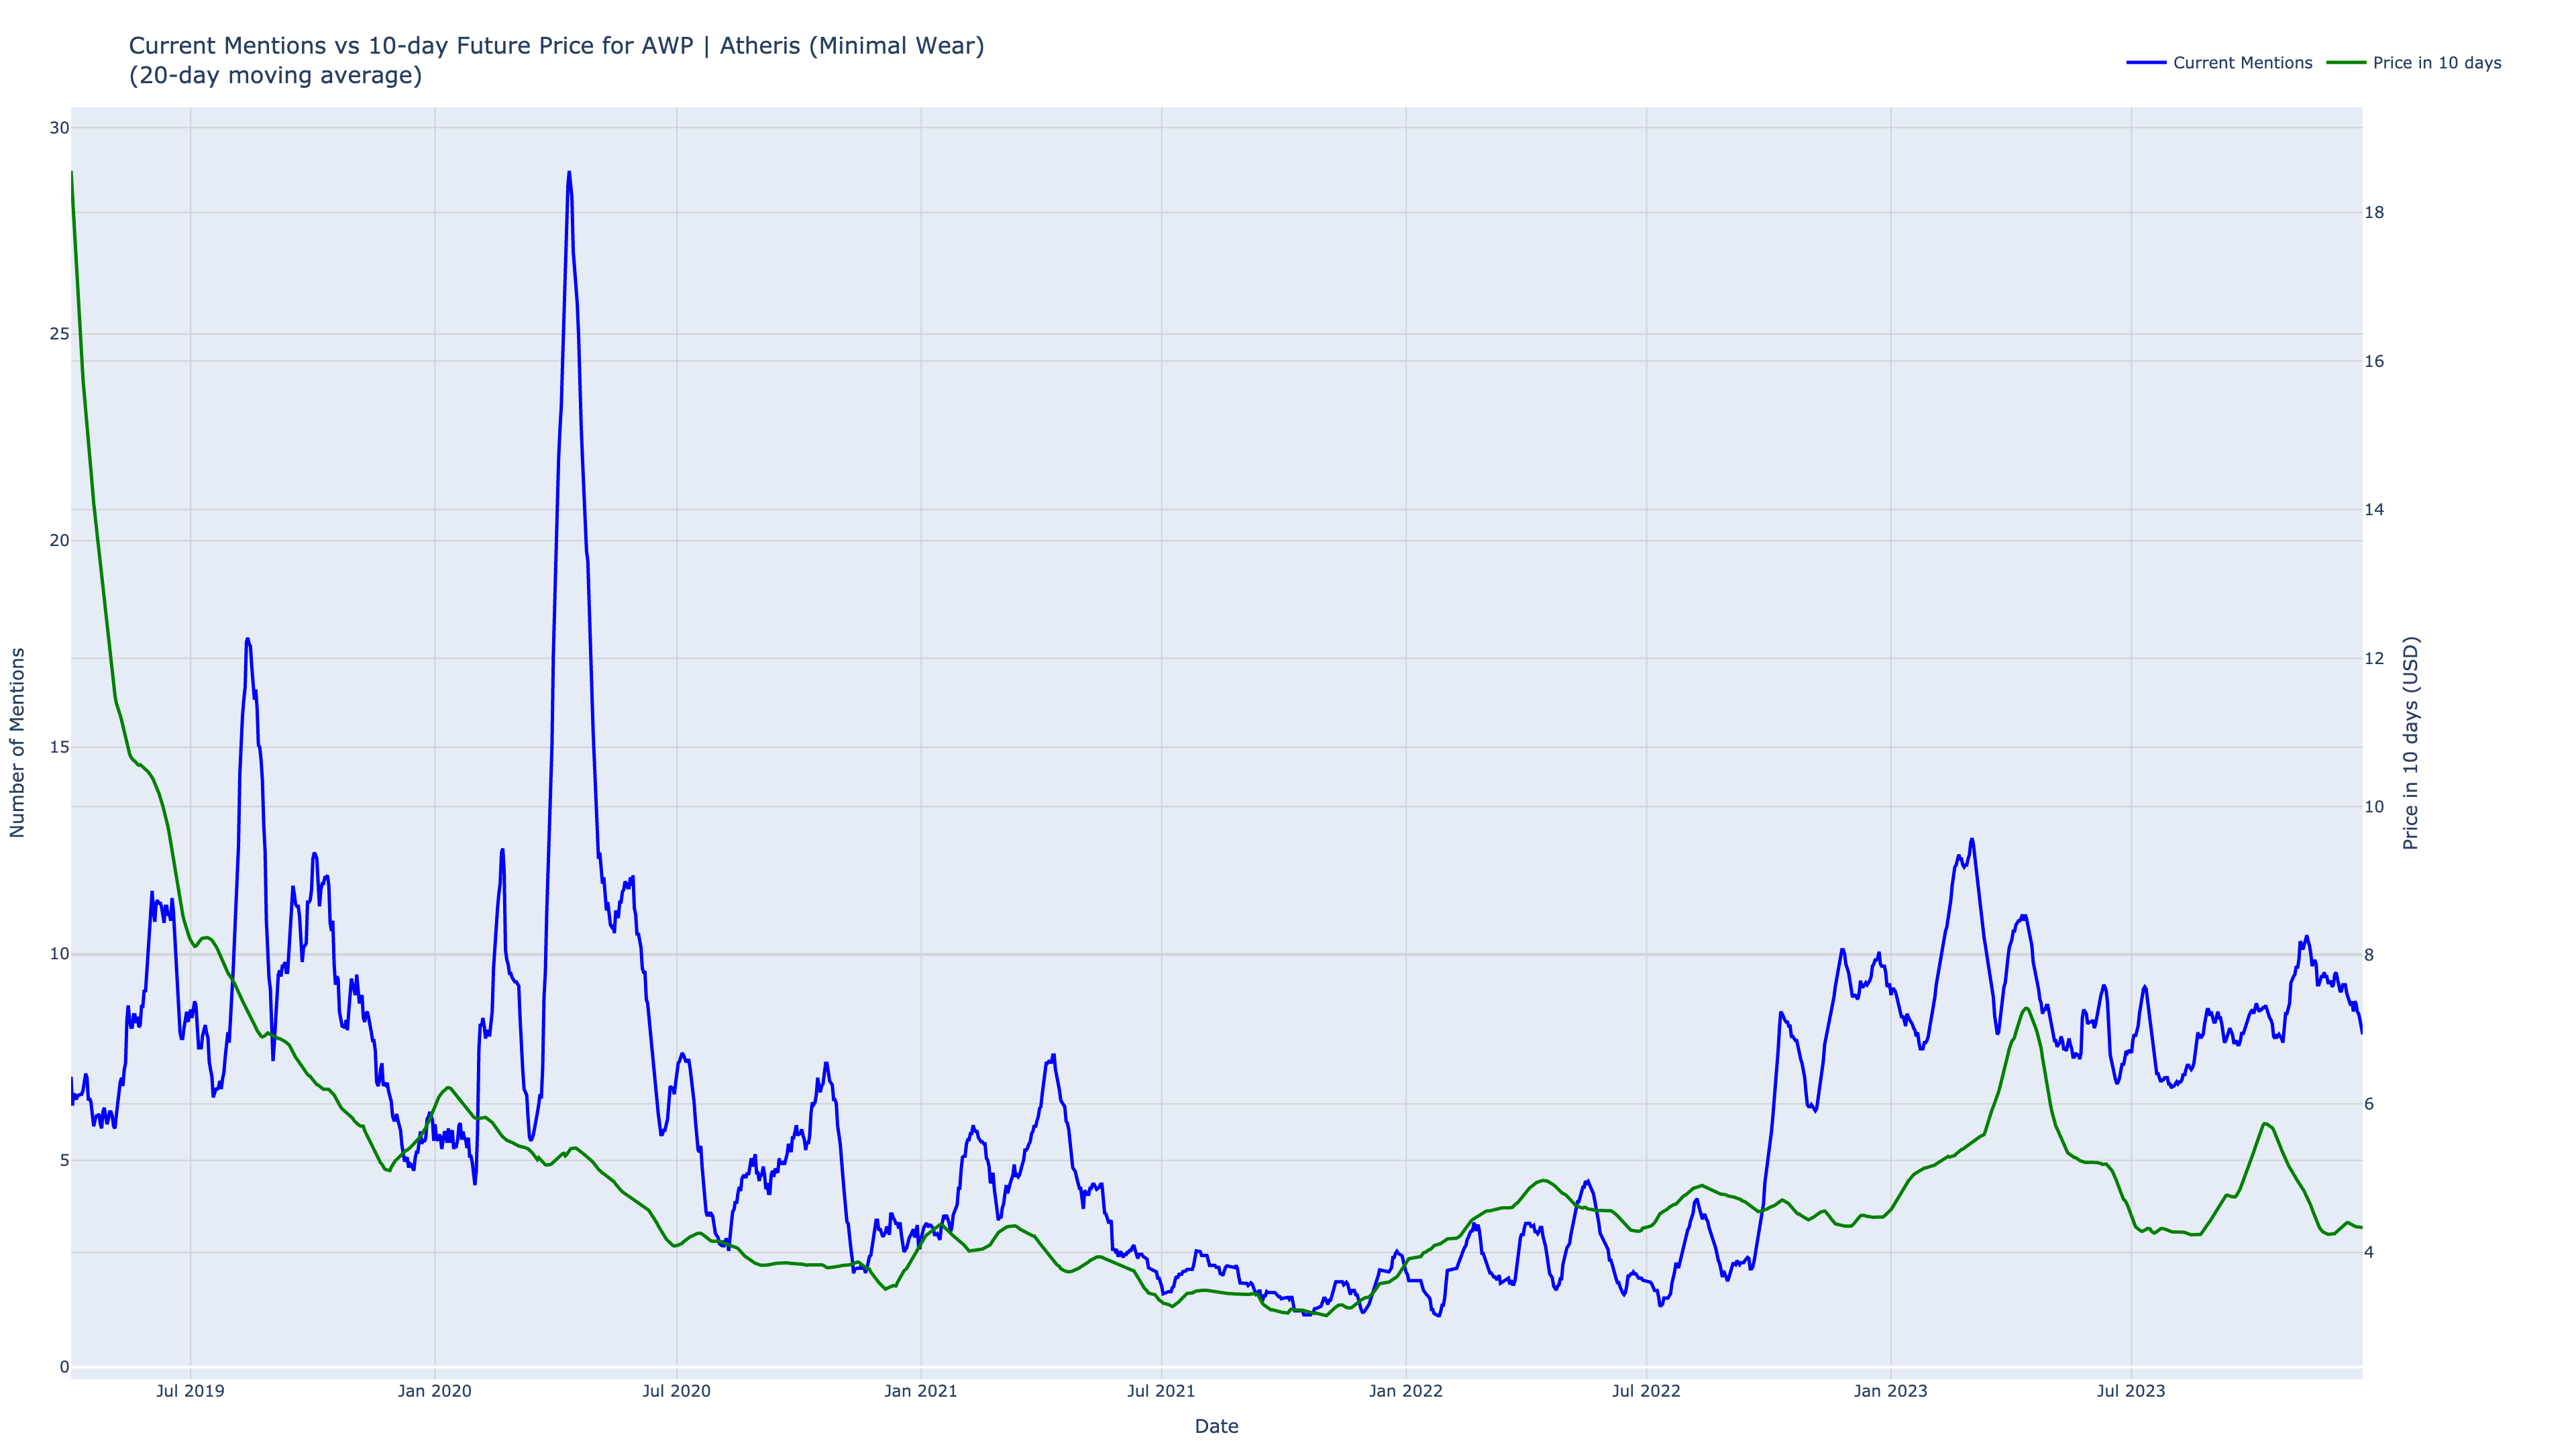 Current Mentions vs 10-day Future Price for AWP | Atheris (Minimal Wear)
(20-day moving average)
Current Mentions
Price in 10 days
30
25
20
15
10
5
0
Number of Mentions
18
16
14
12
10
8
6
4
Price in 10 days (USD)
Jul 2019
Jan 2020
Jul 2020
Jan 2021
Jul 2021
Jan 2022
Jul 2022
Jan 2023
Jul 2023
Date